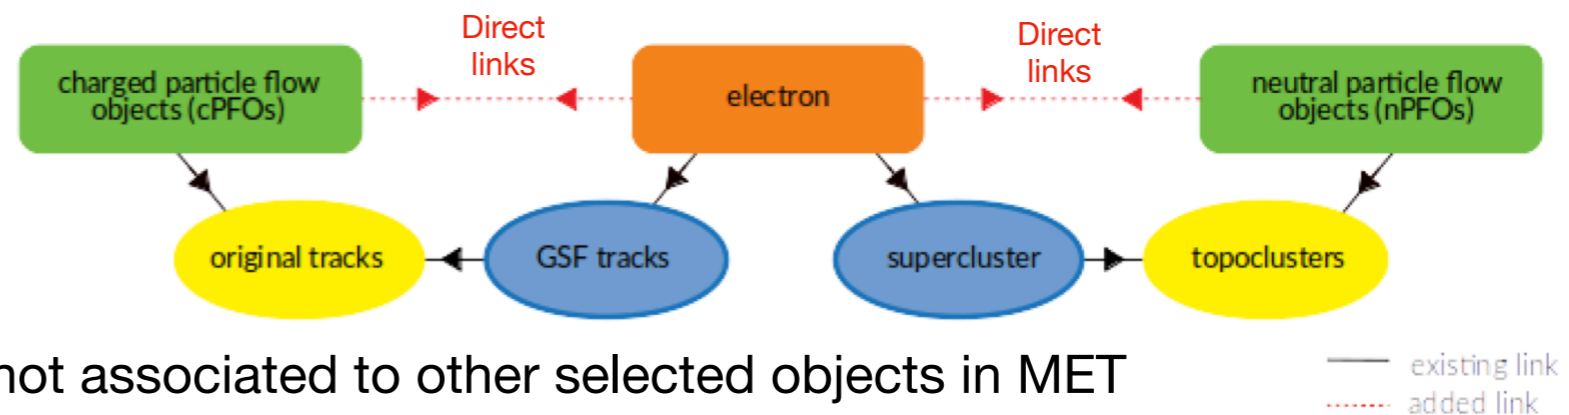 Direct
links
Direct
links
charged particle flow
objects (cPFOs)
electron
neutral particle flow
objects (nPFOs)
original tracks
GSF tracks
supercluster
topoclusters
not associated to other selected objects in MET
existing link
added link